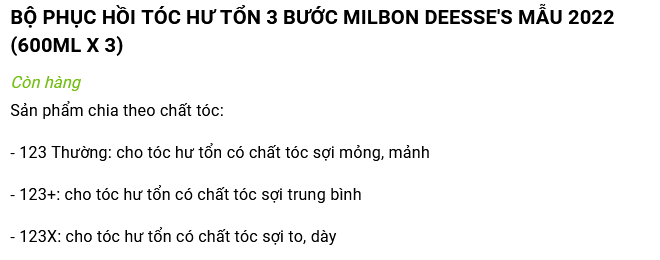 BỘ PHỤC HỒI TÓC HƯ TỔN 3 BƯỚC MILBON DEESSE'S MẪU 2022
(600ML X 3)
Còn hàng
Sản phẩm chia theo chất tóc:
- 123 Thường: cho tóc hư tổn có chất tóc sợi mỏng, mảnh
- 123+: cho tóc hư tổn có chất tóc sợi trung bình
- 123X: cho tóc hư tổn có chất tóc sợi to, dày